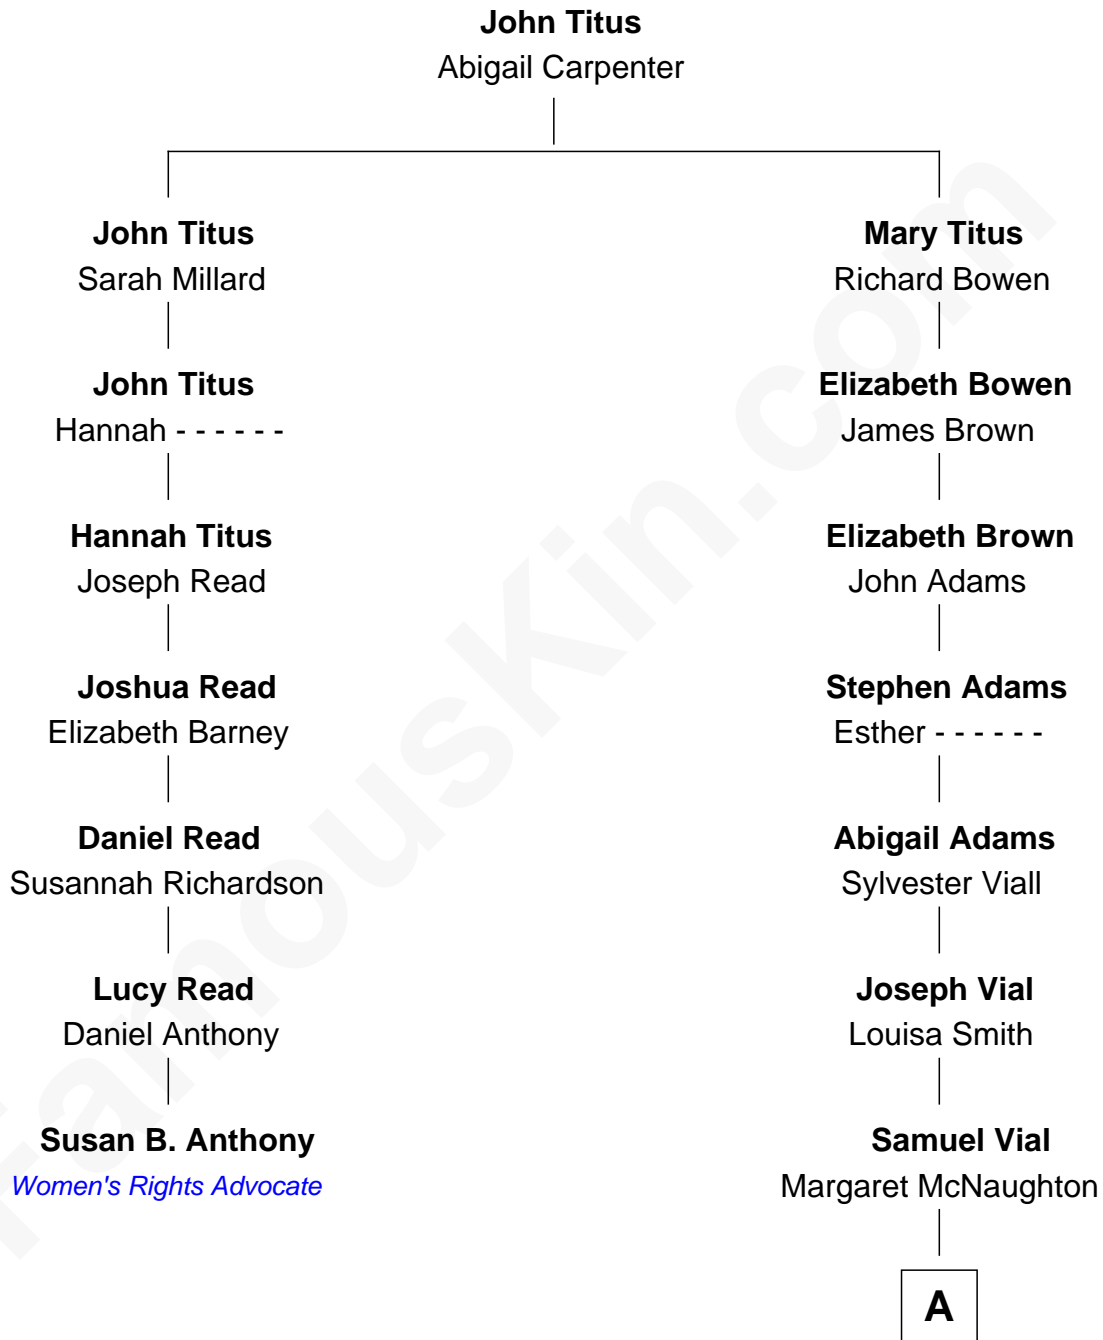 John Titus
Abigail Carpenter
John Titus
Sarah Millard
Mary Titus
Richard Bowen
John Titus
Hannah - - - - - -
Elizabeth Bowen
James Brown
Hannah Titus
Joseph Read
Elizabeth Brown
John Adams
Joshua Read
Elizabeth Barney
Stephen Adams
Esther - - - - - -
Daniel Read
Susannah Richardson
Abigail Adams
Sylvester Viall
Lucy Read
Daniel Anthony
Joseph Vial
Louisa Smith
Susan B. Anthony
Women's Rights Advocate
Samuel Vial
Margaret McNaughton
A
FamousKin.com